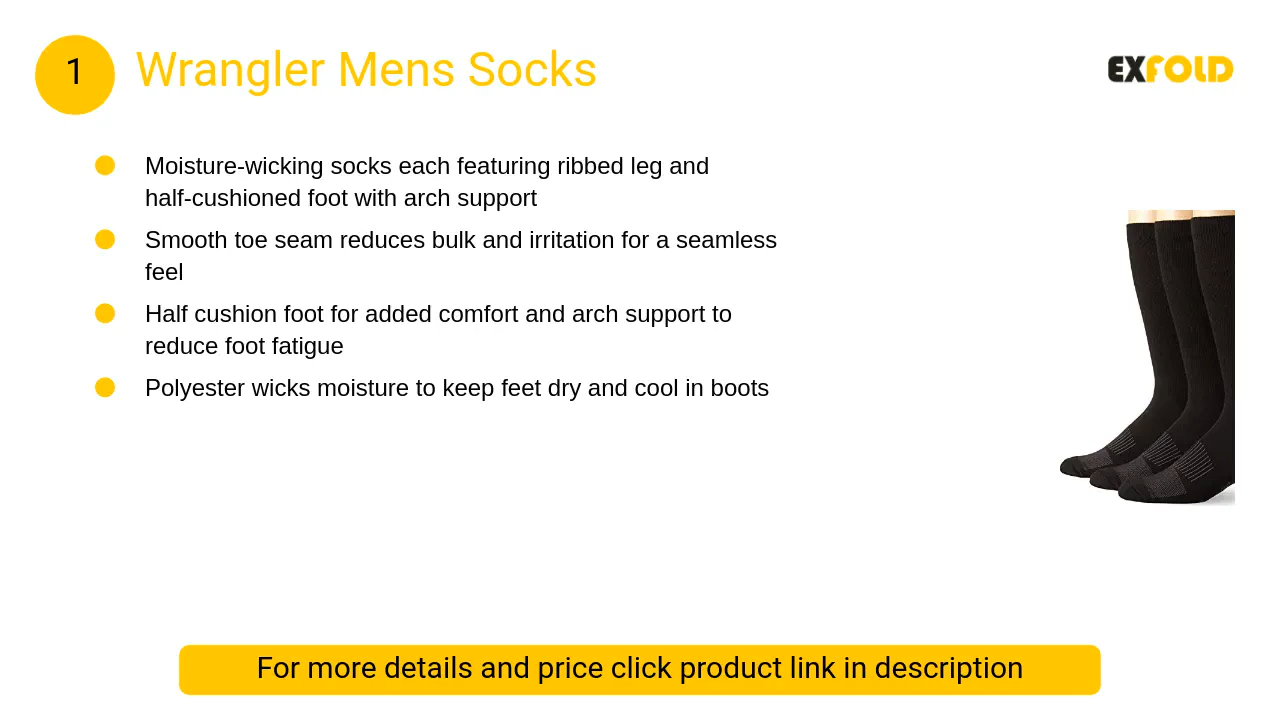 1
Wrangler Mens Socks
EXFOLD
Moisture-wicking socks each featuring ribbed leg and
half-cushioned foot with arch support
Smooth toe seam reduces bulk and irritation for a seamless
feel
Half cushion foot for added comfort and arch support to
reduce foot fatigue
Polyester wicks moisture to keep feet dry and cool in boots
For more details and price click product link in description